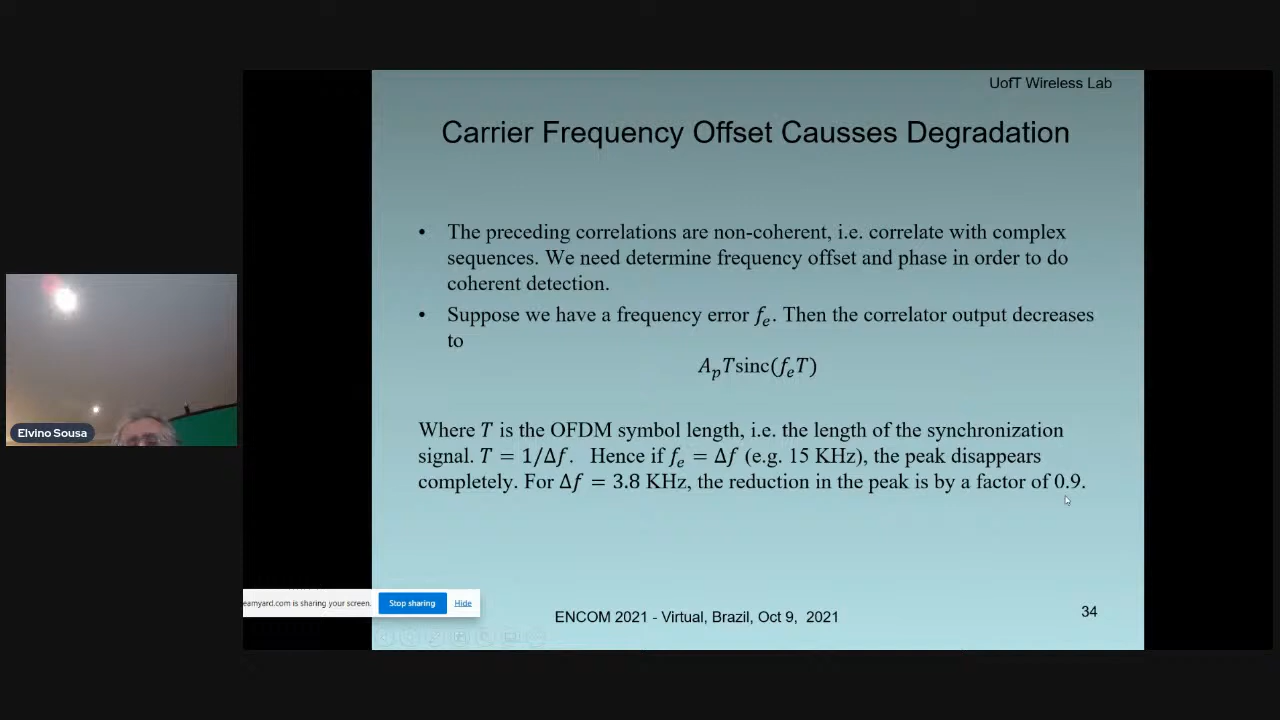 UofT Wireless Lab
Carrier Frequency Offset Causses Degradation
• The preceding correlations are non-coherent, i.e. correlate with complex
sequences. We need determine frequency offset and phase in order to do
coherent detection.
• Suppose we have a frequency error fₑ. Then the correlator output decreases
to
AₚTsinc(fₑT)
Where T is the OFDM symbol length, i.e. the length of the synchronization
signal. T = 1/Δf. Hence if fₑ = Δf (e.g. 15 KHz), the peak disappears
completely. For Δf = 3.8 KHz, the reduction in the peak is by a factor of 0.9.
Elvino Sousa
eamyard.com is sharing your screen. Stop sharing Hide
ENCOM 2021 - Virtual, Brazil, Oct 9, 2021
34